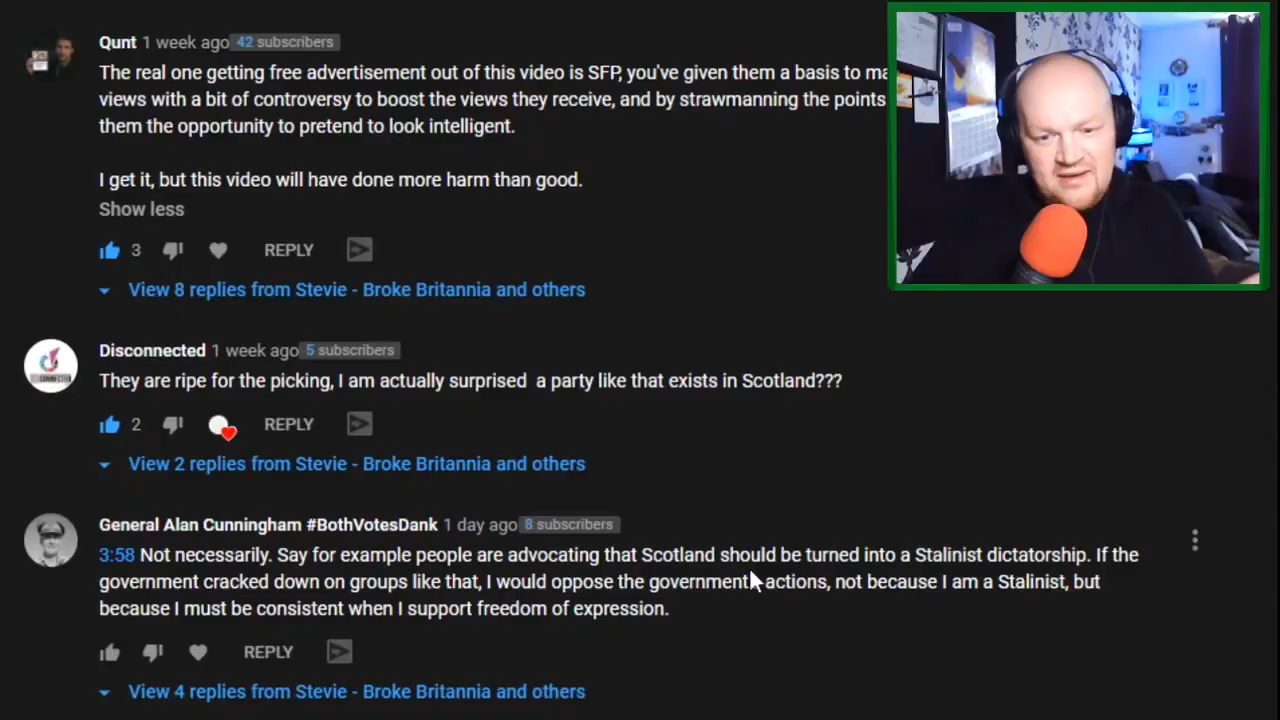 Qunt 1 week ago 42 subscribers
The real one getting free advertisement out of this video is SFP, you've given them a basis to
views with a bit of controversy to boost the views they receive, and by strawmanning the points
them the opportunity to pretend to look intelligent.
I get it, but this video will have done more harm than good.
Show less
3 REPLY
View 8 replies from Stevie - Broke Britannia and others
Disconnected 1 week ago 5 subscribers
They are ripe for the picking, I am actually surprised a party like that exists in Scotland???
2 REPLY
View 2 replies from Stevie - Broke Britannia and others
General Alan Cunningham #BothVotesDank 1 day ago 8 subscribers
3:58 Not necessarily. Say for example people are advocating that Scotland should be turned into a Stalinist dictatorship. If the
government cracked down on groups like that, I would oppose the government actions, not because I am a Stalinist, but
because I must be consistent when I support freedom of expression.
REPLY
View 4 replies from Stevie - Broke Britannia and others